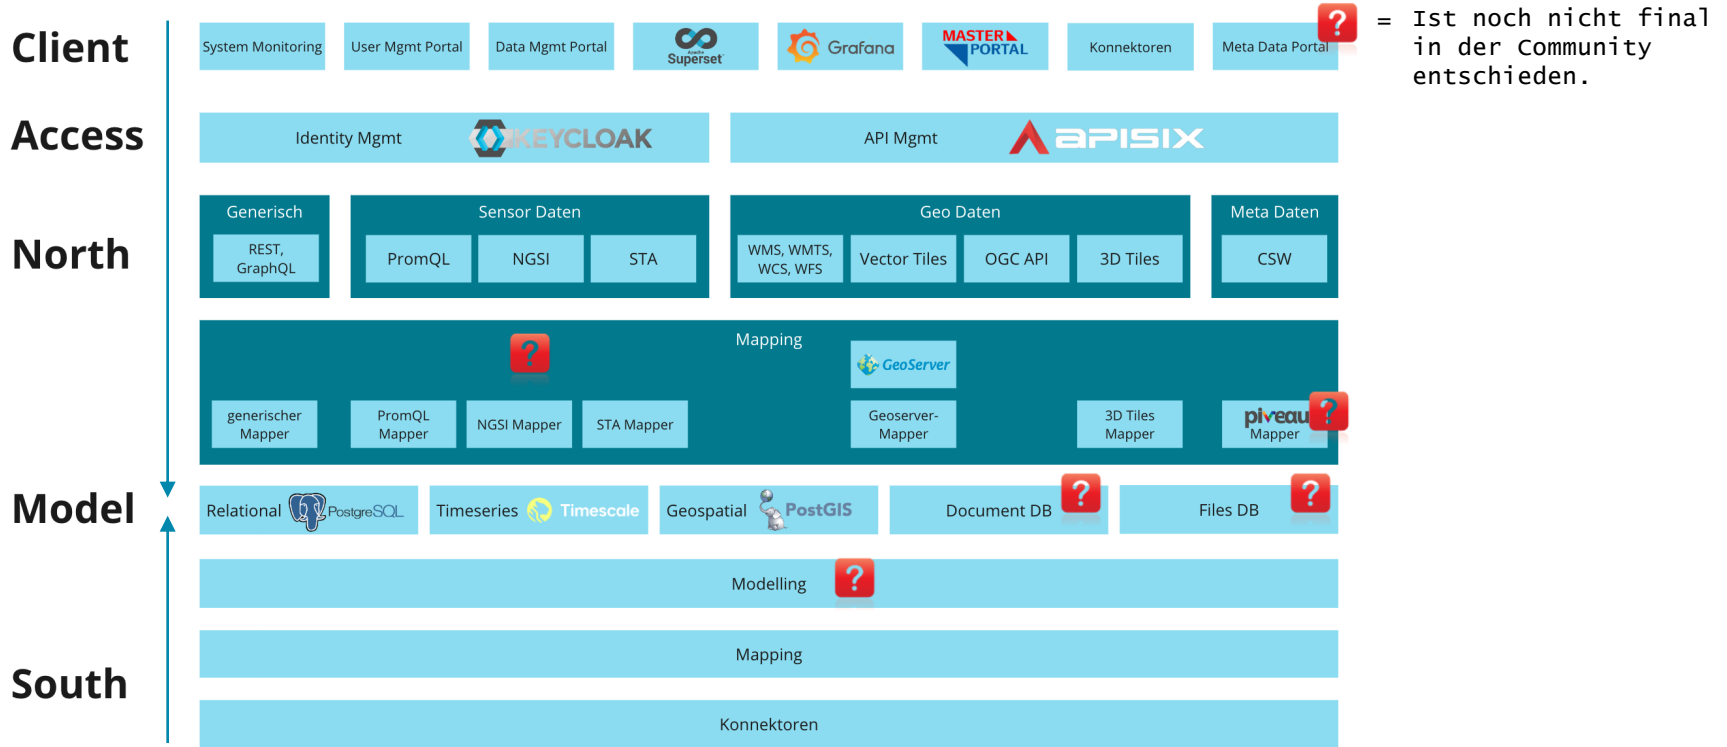 Client
System Monitoring
User Mgmt Portal
Data Mgmt Portal
Apache
Superset
Grafana
MASTER
PORTAL
Konnektoren
Meta Data Portal
?
= Ist noch nicht final
in der Community
entschieden.
Access
Identity Mgmt
KEYCLOAK
API Mgmt
APISIX
North
Generisch
REST,
GraphQL
Sensor Daten
PromQL
NGSI
STA
Geo Daten
WMS, WMTS,
WCS, WFS
Vector Tiles
OGC API
3D Tiles
Meta Daten
CSW
Mapping
?
GeoServer
generischer
Mapper
PromQL
Mapper
NGSI Mapper
STA Mapper
Geoserver-
Mapper
3D Tiles
Mapper
piveau
Mapper
?
Model
Relational
PostgreSQL
Timeseries
Timescale
Geospatial
PostGIS
Document DB
?
Files DB
?
Modelling
?
South
Mapping
Konnektoren